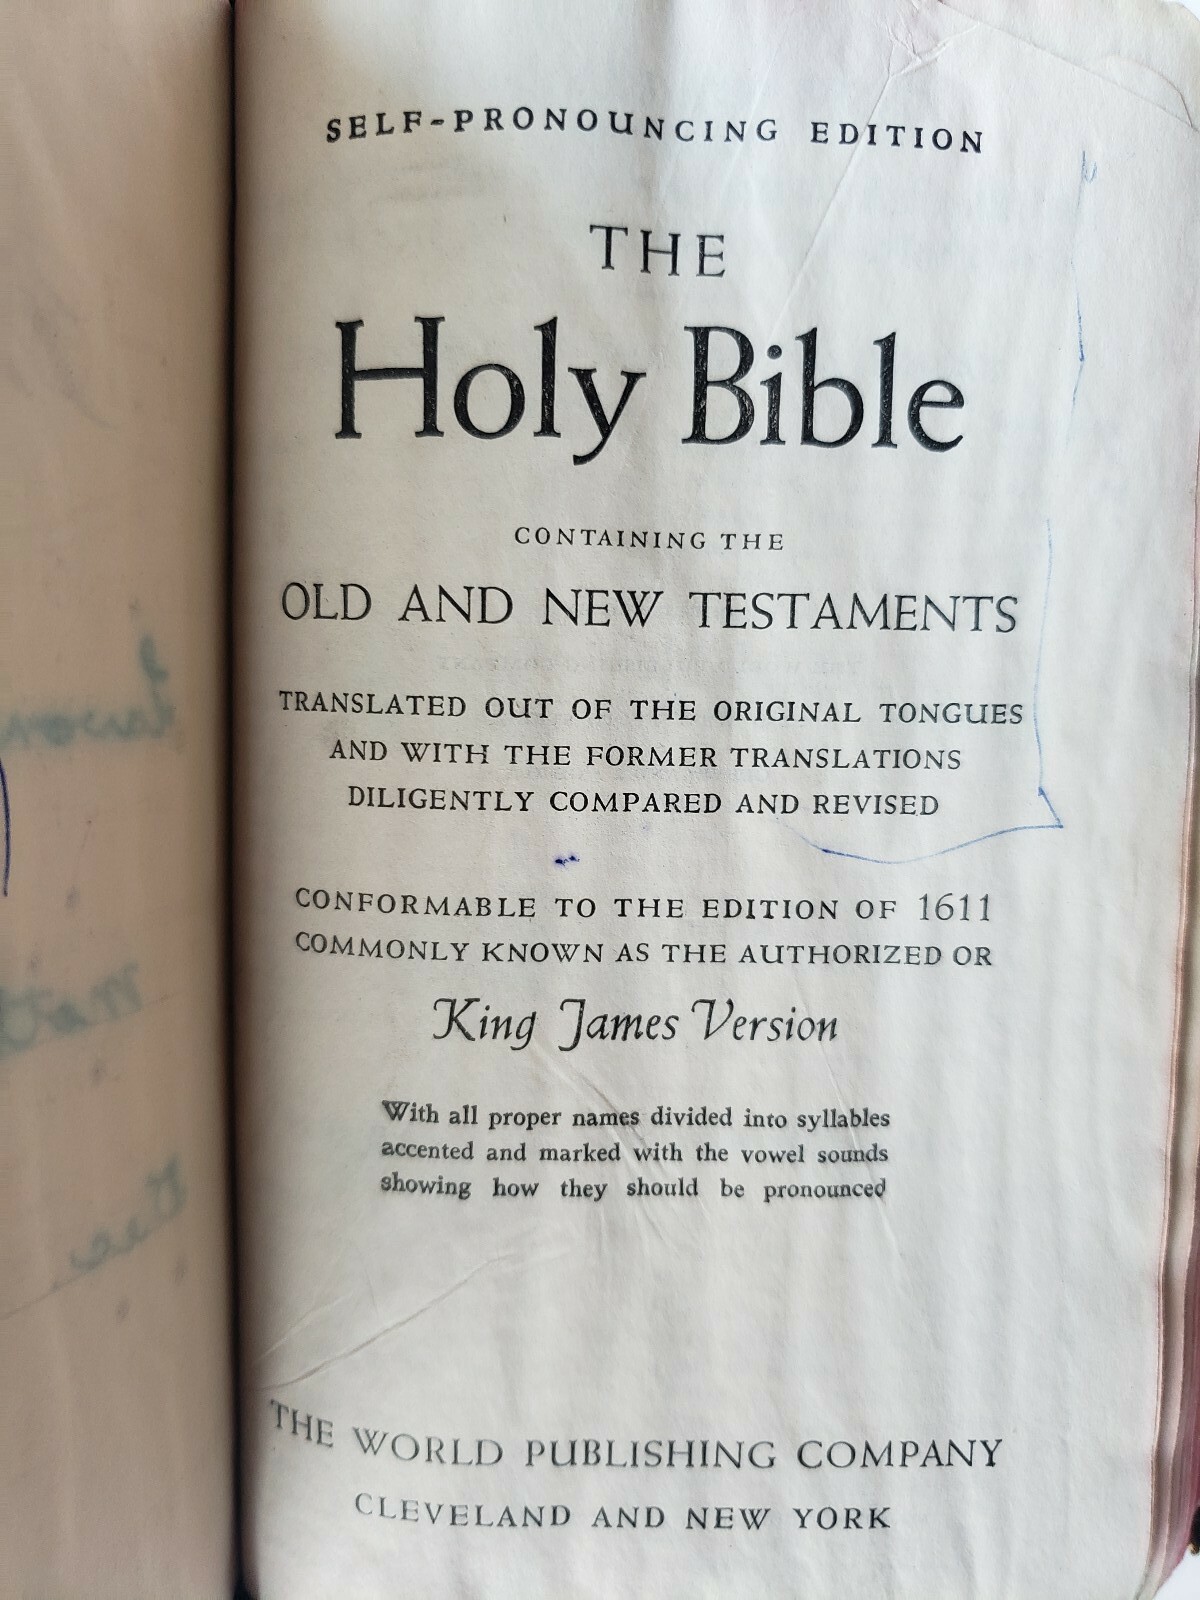 SELF-PRONOUNCING EDITION
THE
Holy Bible
CONTAINING THE
OLD AND NEW TESTAMENTS
TRANSLATED OUT OF THE ORIGINAL TONGUES
AND WITH THE FORMER TRANSLATIONS
DILIGENTLY COMPARED AND REVISED
CONFORMABLE TO THE EDITION OF 1611
COMMONLY KNOWN AS THE AUTHORIZED OR
King James Version
With all proper names divided into syllables
accented and marked with the vowel sounds
showing how they should be pronounced
THE WORLD PUBLISHING COMPANY
CLEVELAND AND NEW YORK